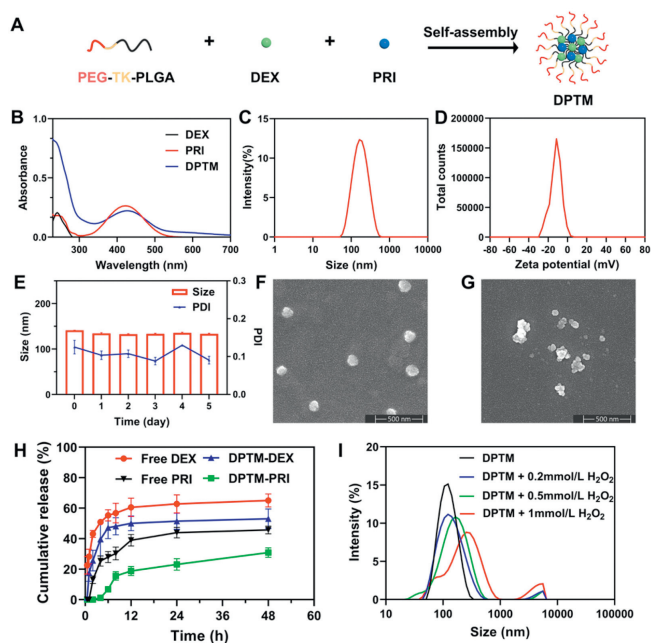 A
Self-assembly
PEG-TK-PLGA + DEX + PRI
DPTM
B
Absorbance
1.0
0.5
0.0
DEX
PRI
DPTM
300 400 500 600 700
Wavelength (nm)
C
Intensity(%)
15
10
5
0
1 10 100 1000 10000
Size (nm)
D
Total counts
200000
150000
100000
50000
0
-80 -60 -40 -20 0 20 40 60 80
Zeta potential (mV)
E
Size (nm)
200
100
0
Size
PDI
0.3
0.2
0.1
0.0
PDI
0 1 2 3 4 5
Time (day)
F
500 nm
G
500 nm
H
Cumulative release (%)
100
80
60
40
20
0
Free DEX
DPTM-DEX
Free PRI
DPTM-PRI
0 12 24 36 48 60
Time (h)
I
Intensity (%)
20
15
10
5
0
DPTM
DPTM + 0.2mmol/L H₂O₂
DPTM + 0.5mmol/L H₂O₂
DPTM + 1mmol/L H₂O₂
10 100 1000 10000 100000
Size (nm)